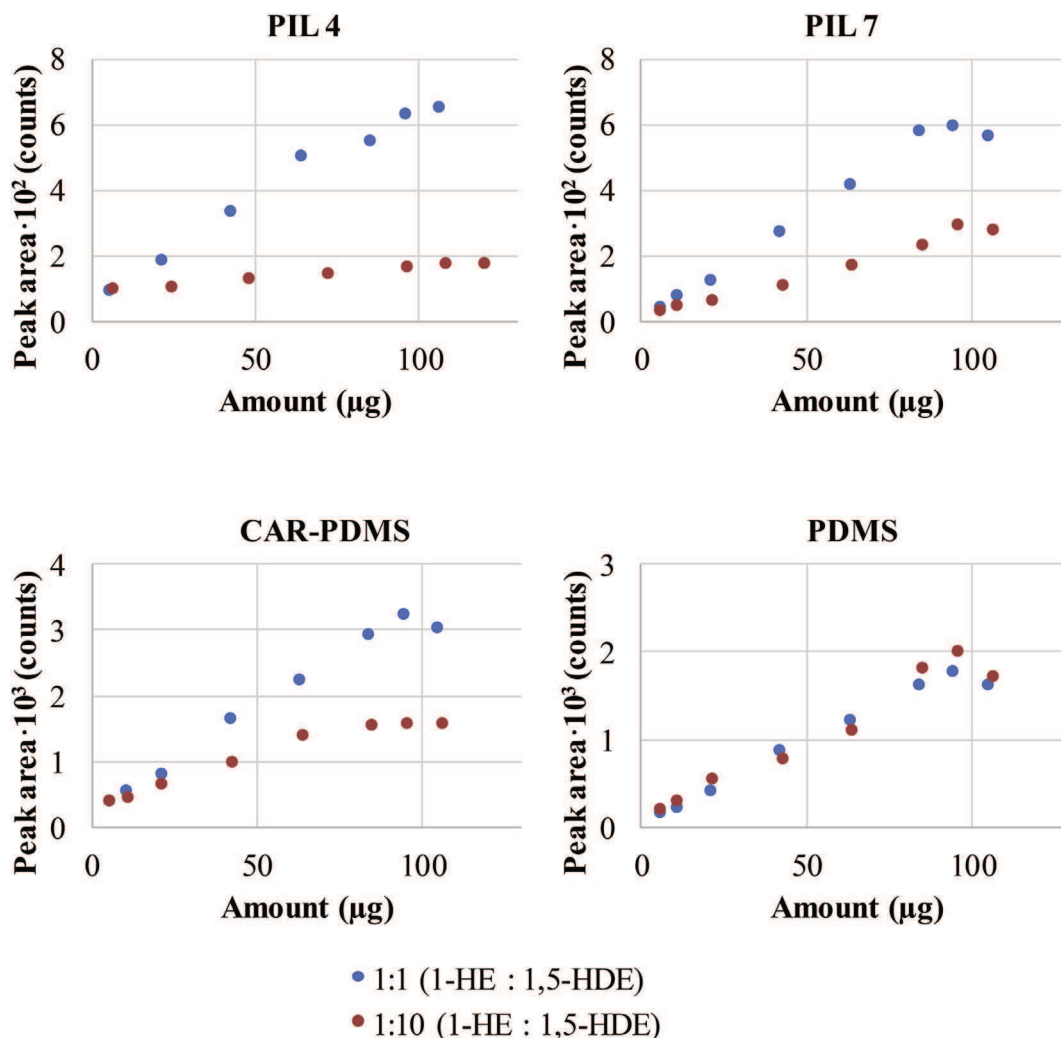 PIL 4
Peak area·10² (counts)
8
6
4
2
0
0 50 100
Amount (µg)
PIL 7
Peak area·10² (counts)
8
6
4
2
0
0 50 100
Amount (µg)
CAR-PDMS
Peak area·10³ (counts)
4
3
2
1
0
0 50 100
Amount (µg)
PDMS
Peak area·10³ (counts)
3
2
1
0
0 50 100
Amount (µg)
1:1 (1-HE : 1,5-HDE)
1:10 (1-HE : 1,5-HDE)